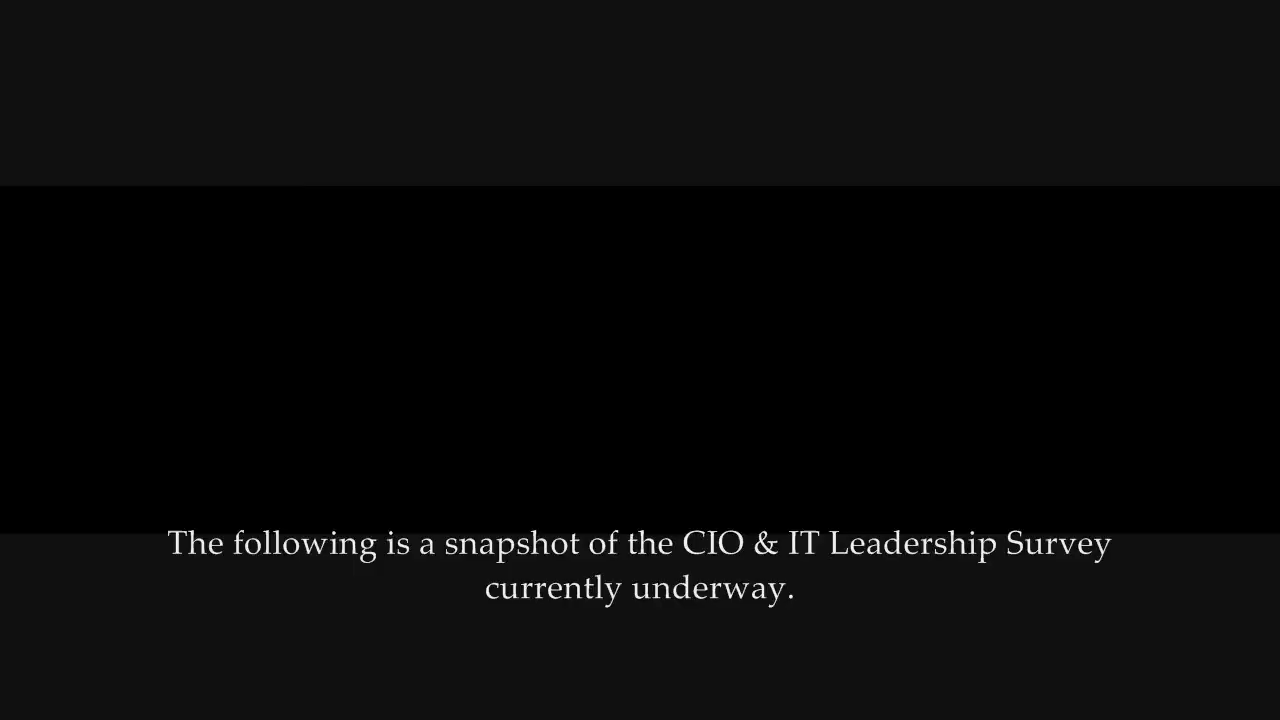 The following is a snapshot of the CIO & IT Leadership Survey
currently underway.